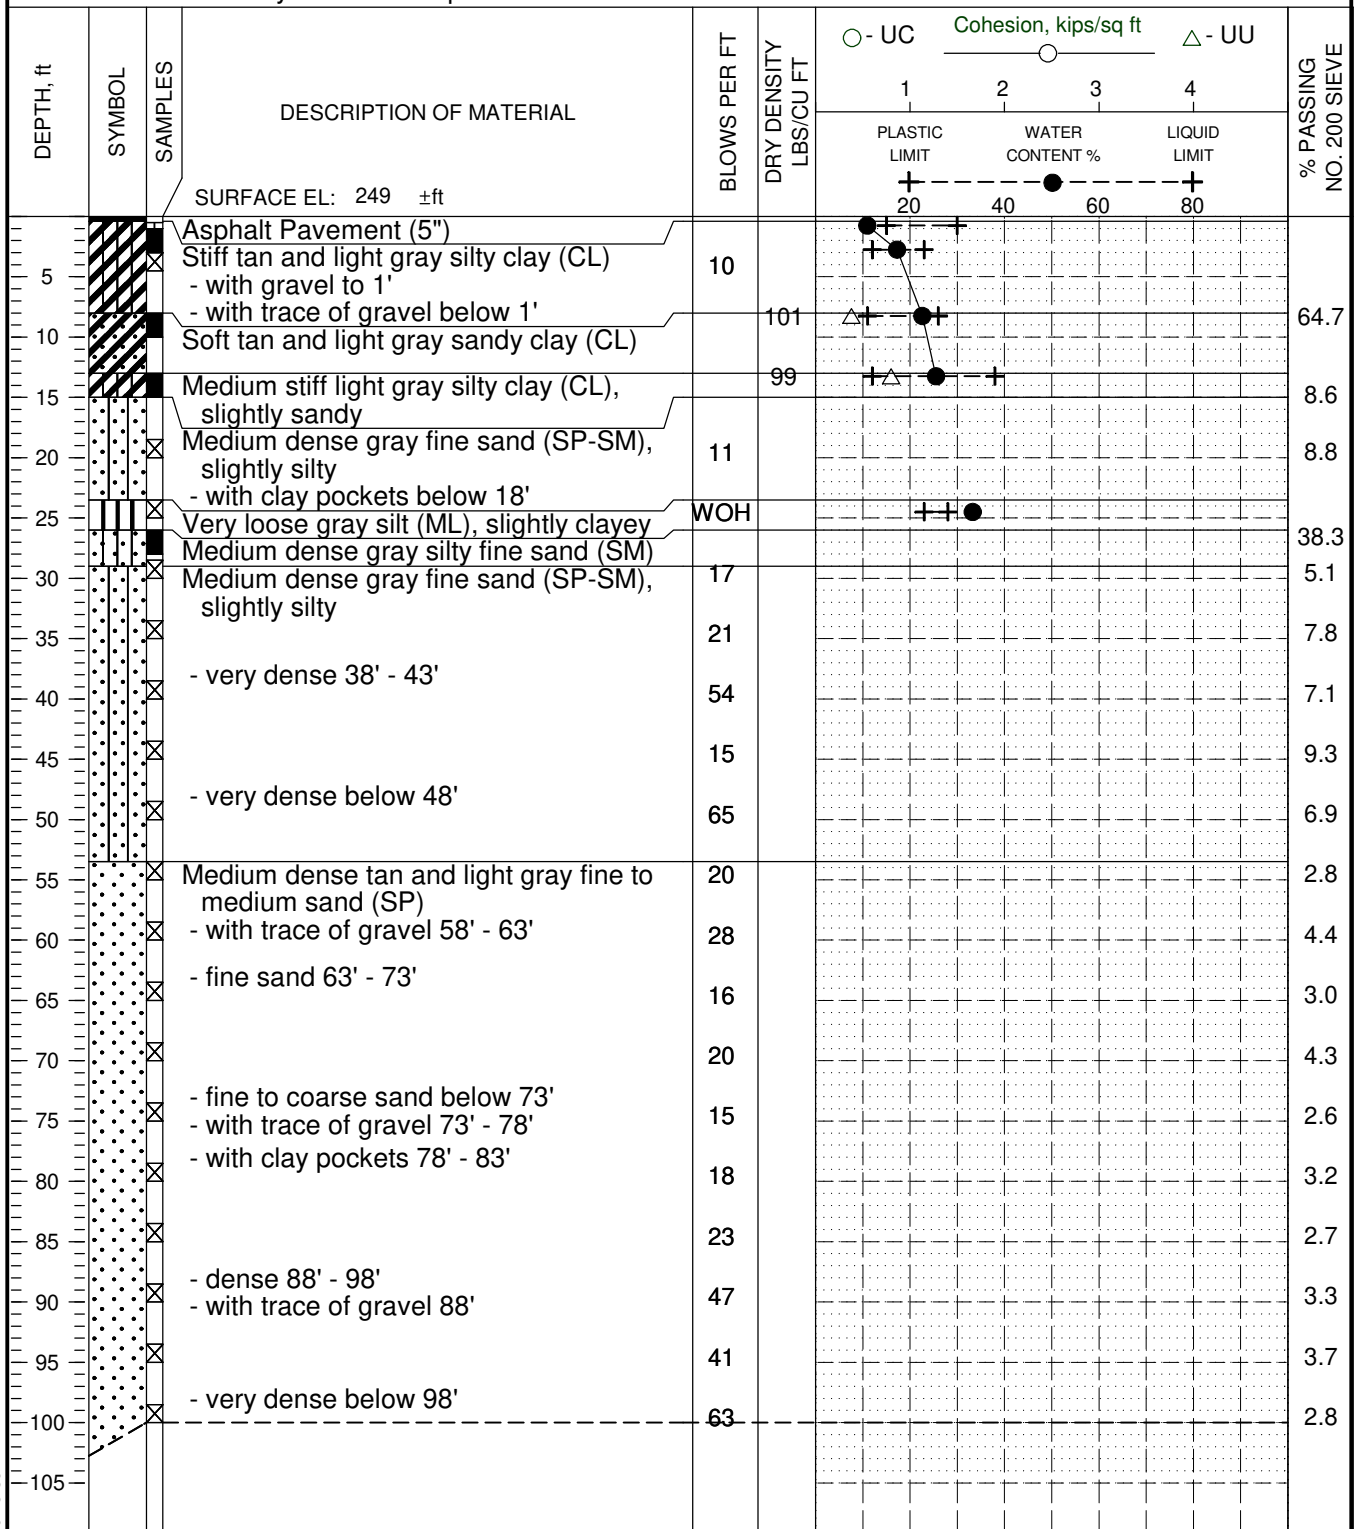 DEPTH, ft
SYMBOL
SAMPLES
DESCRIPTION OF MATERIAL
SURFACE EL: 249 ±ft
BLOWS PER FT
DRY DENSITY
LBS/CU FT
- UC
Cohesion, kips/sq ft
- UU
1 2 3 4
PLASTIC
LIMIT
WATER
CONTENT %
LIQUID
LIMIT
20 40 80
% PASSING
NO. 200 SIEVE
Asphalt Pavement (5")
Stiff tan and light gray silty clay (CL)
10
5
- with gravel to 1'
- with trace of gravel below 1'
101
64.7
10
Soft tan and light gray sandy clay (CL)
99
Medium stiff light gray silty clay (CL),
15
8.6
slightly sandy
Medium dense gray fine sand (SP-SM),
11
8.8
20
slightly silty
- with clay pockets below 18'
WOH
25
Very loose gray silt (ML), slightly clayey
38.3
Medium dense gray silty fine sand (SM)
17
5.1
30
Medium dense gray fine sand (SP-SM),
slightly silty
35
21
7.8
- very dense 38' - 43'
40
54
7.1
45
15
9.3
- very dense below 48'
50
65
6.9
55
Medium dense tan and light gray fine to
20
2.8
medium sand (SP)
- with trace of gravel 58' - 63'
60
28
4.4
- fine sand 63' - 73'
65
16
3.0
70
20
4.3
- fine to coarse sand below 73'
75
15
2.6
- with trace of gravel 73' - 78'
- with clay pockets 78' - 83'
80
18
3.2
85
23
2.7
- dense 88' - 98'
90
47
3.3
- with trace of gravel 88'
95
41
3.7
- very dense below 98'
100
63
2.8
105